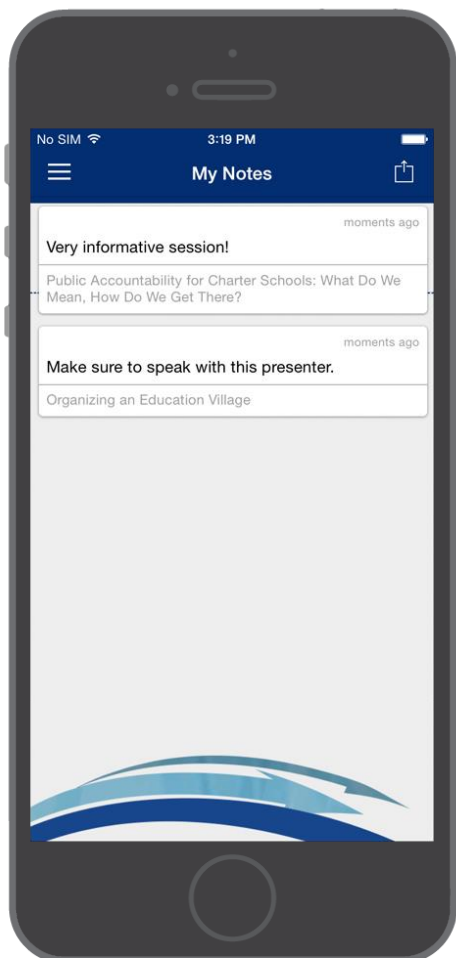 No SIM 3:19 PM
My Notes
moments ago
Very informative session!
Public Accountability for Charter Schools: What Do We
Mean, How Do We Get There?
moments ago
Make sure to speak with this presenter.
Organizing an Education Village